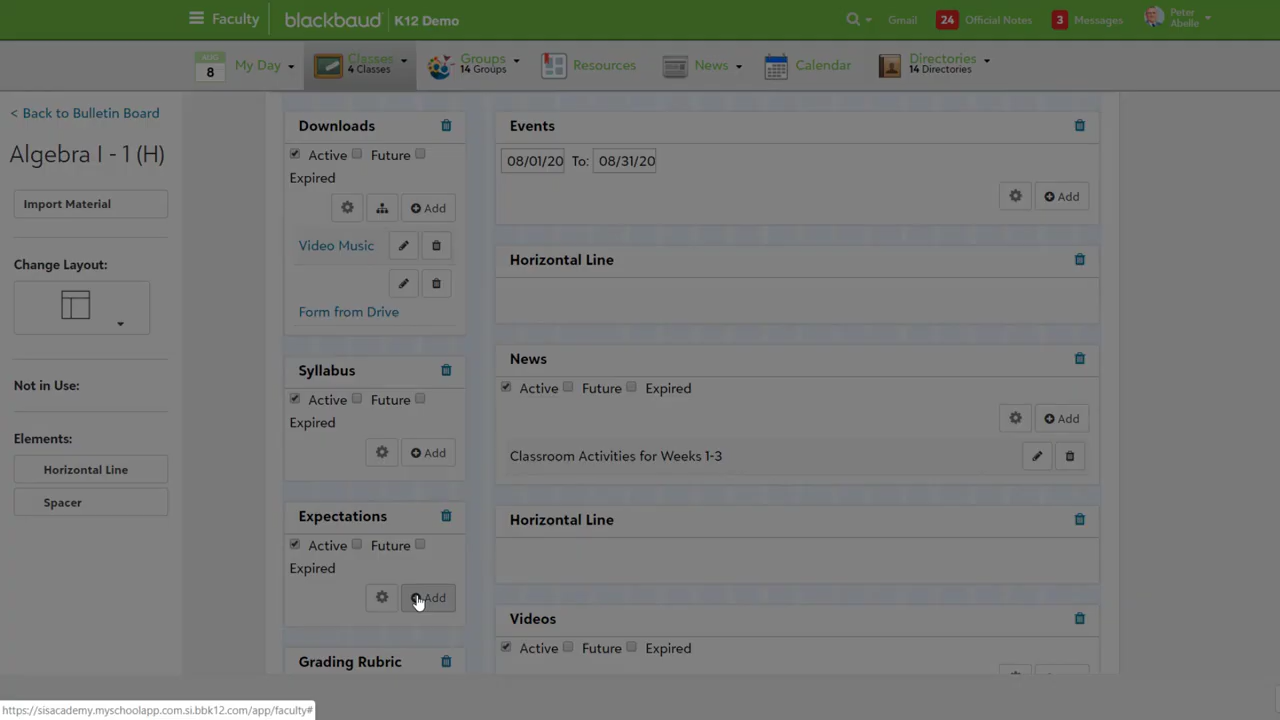 Faculty
blackbaud
K12 Demo
Gmail
24
Official Notes
3
Messages
Peter
Abelle
AUG
8
My Day
Classes
4 Classes
Groups
14 Groups
Resources
News
Calendar
Directories
14 Directories
< Back to Bulletin Board
Algebra I - 1 (H)
Import Material
Change Layout:
Not in Use:
Elements:
Horizontal Line
Spacer
Downloads
Active Future
Expired
Add
Video Music
Form from Drive
Syllabus
Active Future
Expired
Add
Expectations
Active Future
Expired
Add
Grading Rubric
Events
08/01/20 To: 08/31/20
Add
Horizontal Line
News
Active Future Expired
Add
Classroom Activities for Weeks 1-3
Horizontal Line
Videos
Active Future Expired
https://sisacademy.myschoolapp.com.si.bbk12.com/app/faculty#